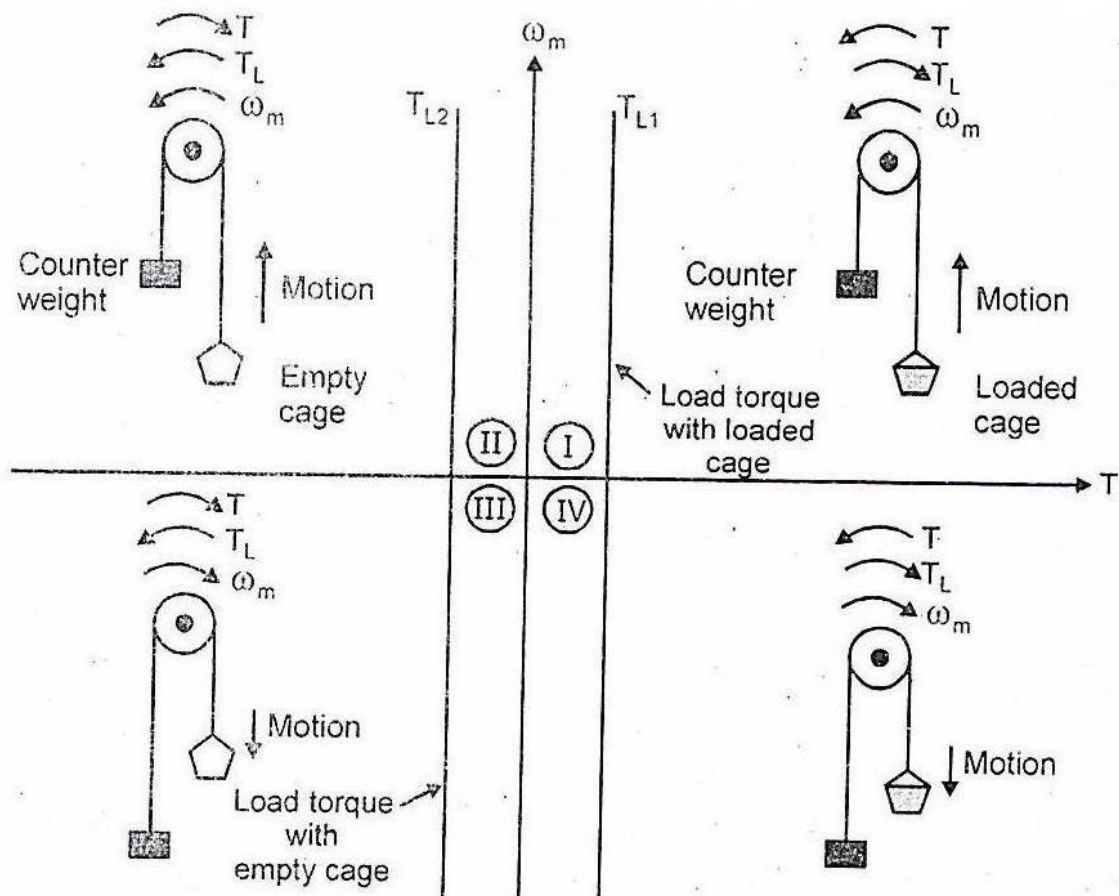 T
T_L
ω_m
Counter
weight
Motion
Empty
cage
T_L2
ω_m
T_L1
T
T_L
ω_m
Counter
weight
Motion
Loaded
cage
Load torque
with loaded
cage
II
I
III
IV
T
T
T_L
ω_m
Motion
Load torque
with
empty cage
T
T_L
ω_m
Motion